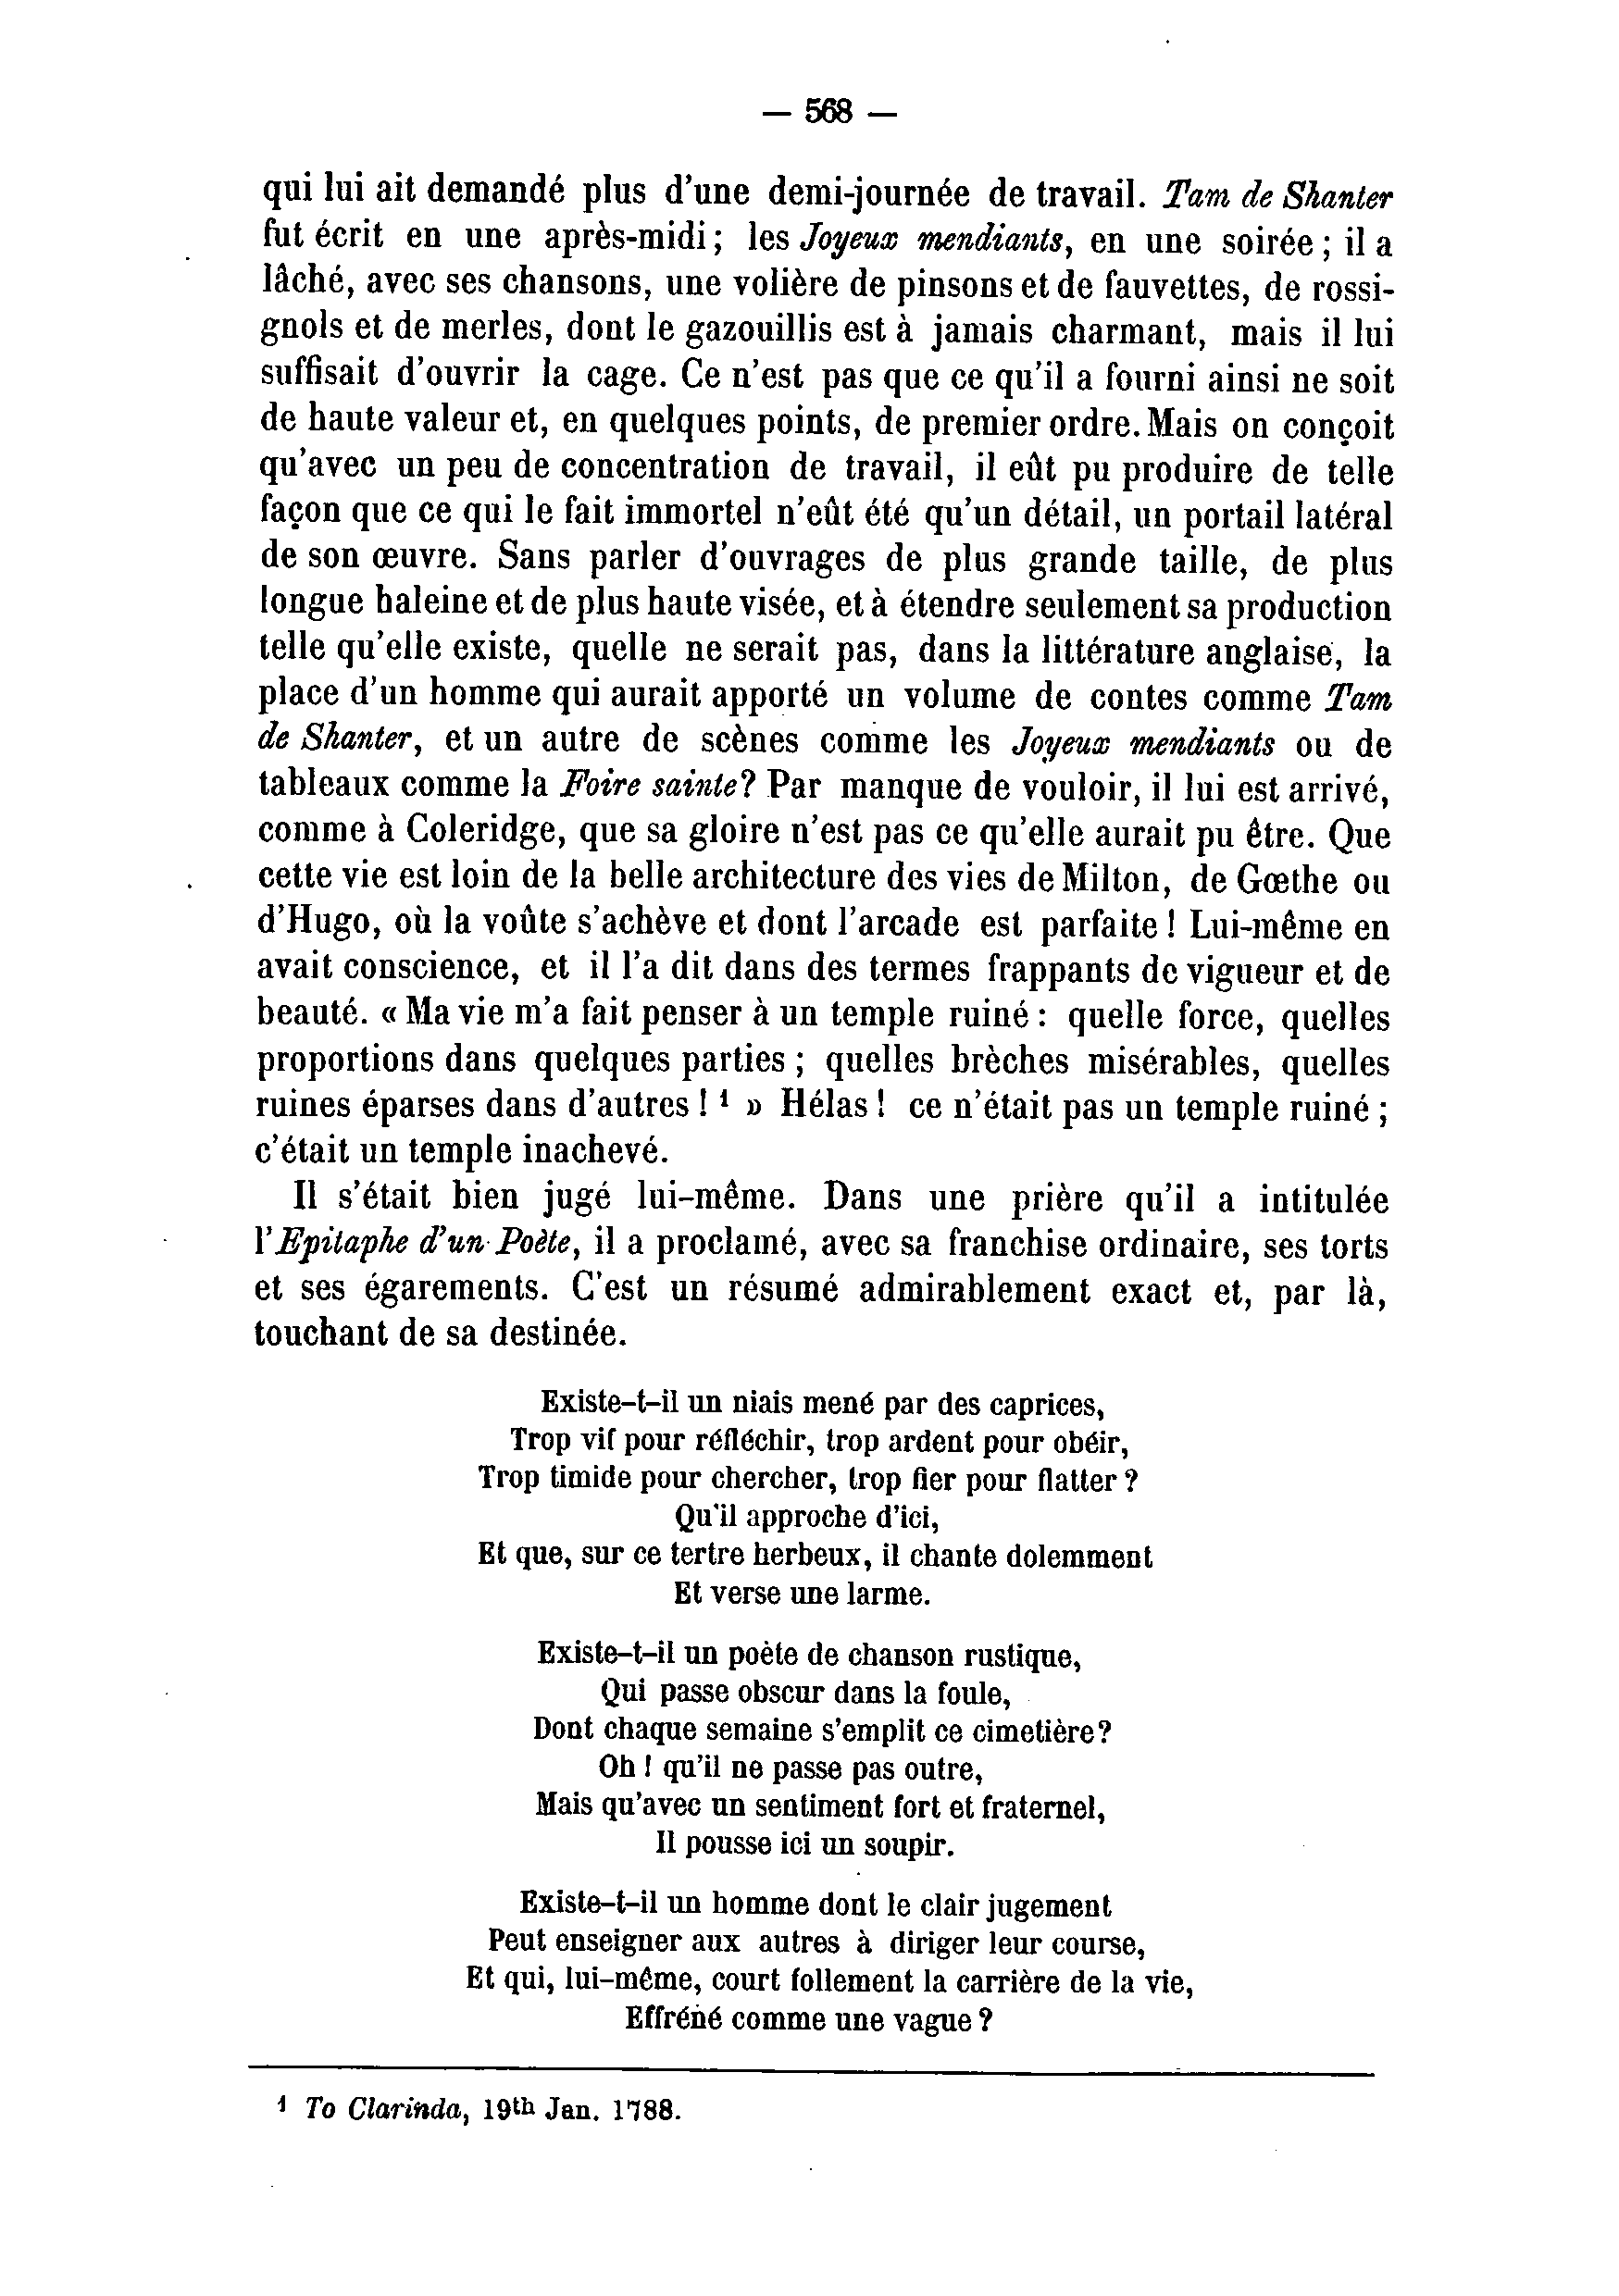 — 568 —
qui lui ait demandé plus d'une demi-journée de travail. Tam de Shanter
fut écrit en une après-midi ; les Joyeux mendiants, en une soirée ; il a
lâché, avec ses chansons, une volière de pinsons et de fauvettes, de rossi-
gnols et de merles, dont le gazouillis est à jamais charmant, mais il lui
suffisait d'ouvrir la cage. Ce n'est pas que ce qu'il a fourni ainsi ne soit
de haute valeur et, en quelques points, de premier ordre. Mais on conçoit
qu'avec un peu de concentration de travail, il eût pu produire de telle
façon que ce qui le fait immortel n'eût été qu'un détail, un portail latéral
de son œuvre. Sans parler d'ouvrages de plus grande taille, de plus
longue haleine et de plus haute visée, et à étendre seulement sa production
telle qu'elle existe, quelle ne serait pas, dans la littérature anglaise, la
place d'un homme qui aurait apporté un volume de contes comme Tam
de Shanter, et un autre de scènes comme les Joyeux mendiants ou de
tableaux comme la Foire sainte? Par manque de vouloir, il lui est arrivé,
comme à Coleridge, que sa gloire n'est pas ce qu'elle aurait pu être. Que
cette vie est loin de la belle architecture des vies de Milton, de Gœthe ou
d'Hugo, où la voûte s'achève et dont l'arcade est parfaite ! Lui-même en
avait conscience, et il l'a dit dans des termes frappants de vigueur et de
beauté. « Ma vie m'a fait penser à un temple ruiné : quelle force, quelles
proportions dans quelques parties ; quelles brèches misérables, quelles
ruines éparses dans d'autres ! ¹ » Hélas ! ce n'était pas un temple ruiné ;
c'était un temple inachevé.
Il s'était bien jugé lui-même. Dans une prière qu'il a intitulée
l'Epitaphe d'un Poète, il a proclamé, avec sa franchise ordinaire, ses torts
et ses égarements. C'est un résumé admirablement exact et, par là,
touchant de sa destinée.
Existe-t-il un niais mené par des caprices,
Trop vif pour réfléchir, trop ardent pour obéir,
Trop timide pour chercher, trop fier pour flatter ?
Qu'il approche d'ici,
Et que, sur ce tertre herbeux, il chante dolemment
Et verse une larme.
Existe-t-il un poète de chanson rustique,
Qui passe obscur dans la foule,
Dont chaque semaine s'emplit ce cimetière?
Oh ! qu'il ne passe pas outre,
Mais qu'avec un sentiment fort et fraternel,
Il pousse ici un soupir.
Existe-t-il un homme dont le clair jugement
Peut enseigner aux autres à diriger leur course,
Et qui, lui-même, court follement la carrière de la vie,
Effréné comme une vague ?
¹ To Clarinda, 19th Jan. 1788.